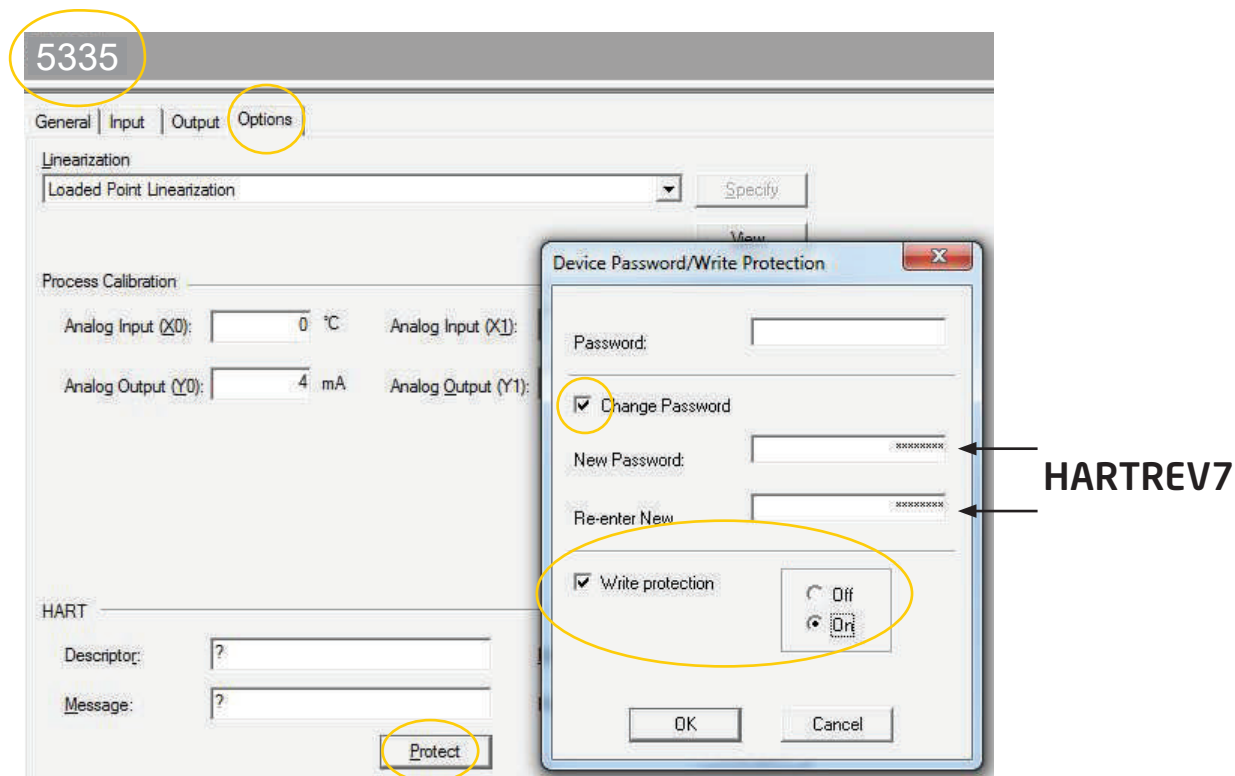 5335
General Input Output Options
Linearization
Loaded Point Linearization
Specify
View
Process Calibration
Analog Input (X0): 0 °C Analog Input (X1):
Analog Output (Y0): 4 mA Analog Output (Y1):
HART
Descriptor: ?
Message: ?
Protect
Device Password/Write Protection
Password:
Change Password
New Password: ********
HARTREV7
Re-enter New ********
Write protection
Off
On
OK Cancel